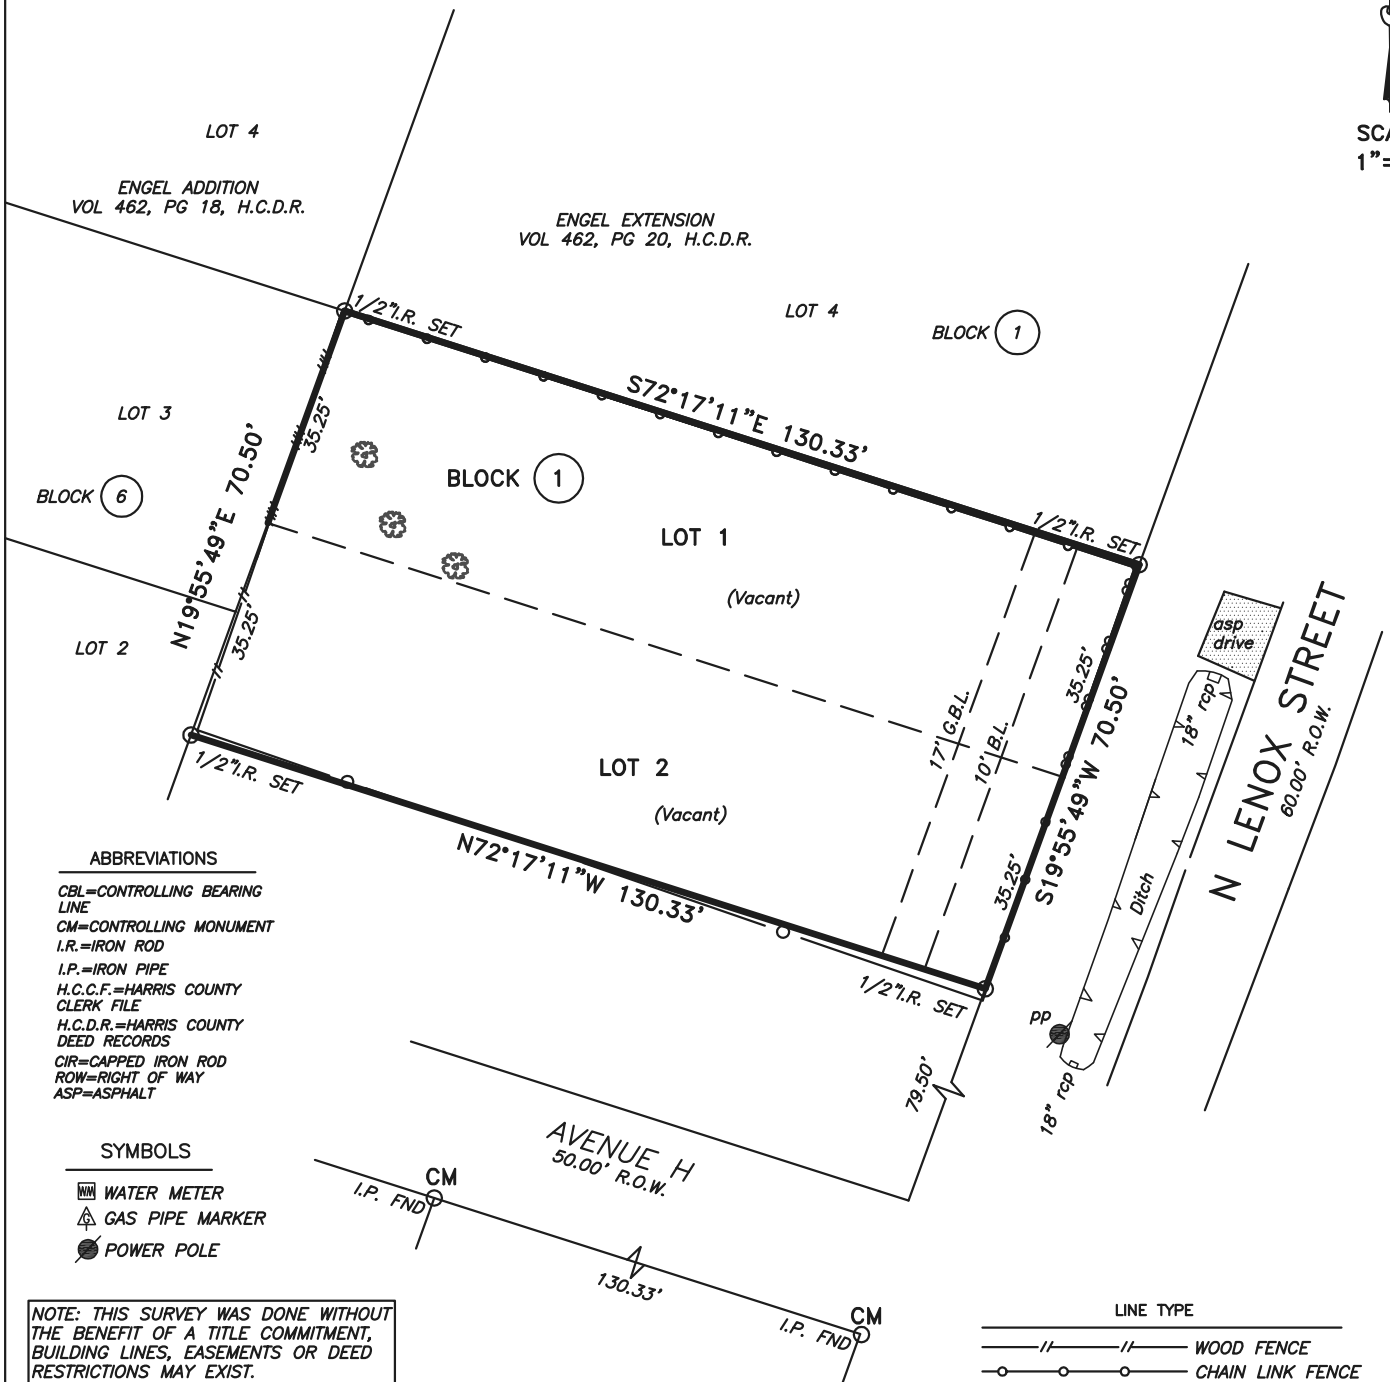 SCA
1"=
LOT 4
ENGEL ADDITION
VOL 462, PG 18, H.C.D.R.
ENGEL EXTENSION
VOL 462, PG 20, H.C.D.R.
LOT 4
BLOCK 1
1/2"I.R. SET
S72°17'11"E 130.33'
LOT 3
BLOCK 6
35.25'
N19°55'49"E 70.50'
BLOCK 1
LOT 1
(Vacant)
1/2"I.R. SET
LOT 2
35.25'
asp
drive
18" rcp
N LENOX STREET
60.00' R.O.W.
35.25'
S19°55'49"W 70.50'
17' G.B.L.
10' B.L.
LOT 2
(Vacant)
1/2"I.R. SET
N72°17'11"W 130.33'
35.25'
Ditch
1/2"I.R. SET
pp
18" rcp
79.50'
ABBREVIATIONS
CBL=CONTROLLING BEARING
LINE
CM=CONTROLLING MONUMENT
I.R.=IRON ROD
I.P.=IRON PIPE
H.C.C.F.=HARRIS COUNTY
CLERK FILE
H.C.D.R.=HARRIS COUNTY
DEED RECORDS
CIR=CAPPED IRON ROD
ROW=RIGHT OF WAY
ASP=ASPHALT
AVENUE H
50.00' R.O.W.
SYMBOLS
WM WATER METER
G GAS PIPE MARKER
POWER POLE
CM
I.P. FND
130.33'
CM
I.P. FND
NOTE: THIS SURVEY WAS DONE WITHOUT
THE BENEFIT OF A TITLE COMMITMENT,
BUILDING LINES, EASEMENTS OR DEED
RESTRICTIONS MAY EXIST.
LINE TYPE
WOOD FENCE
CHAIN LINK FENCE